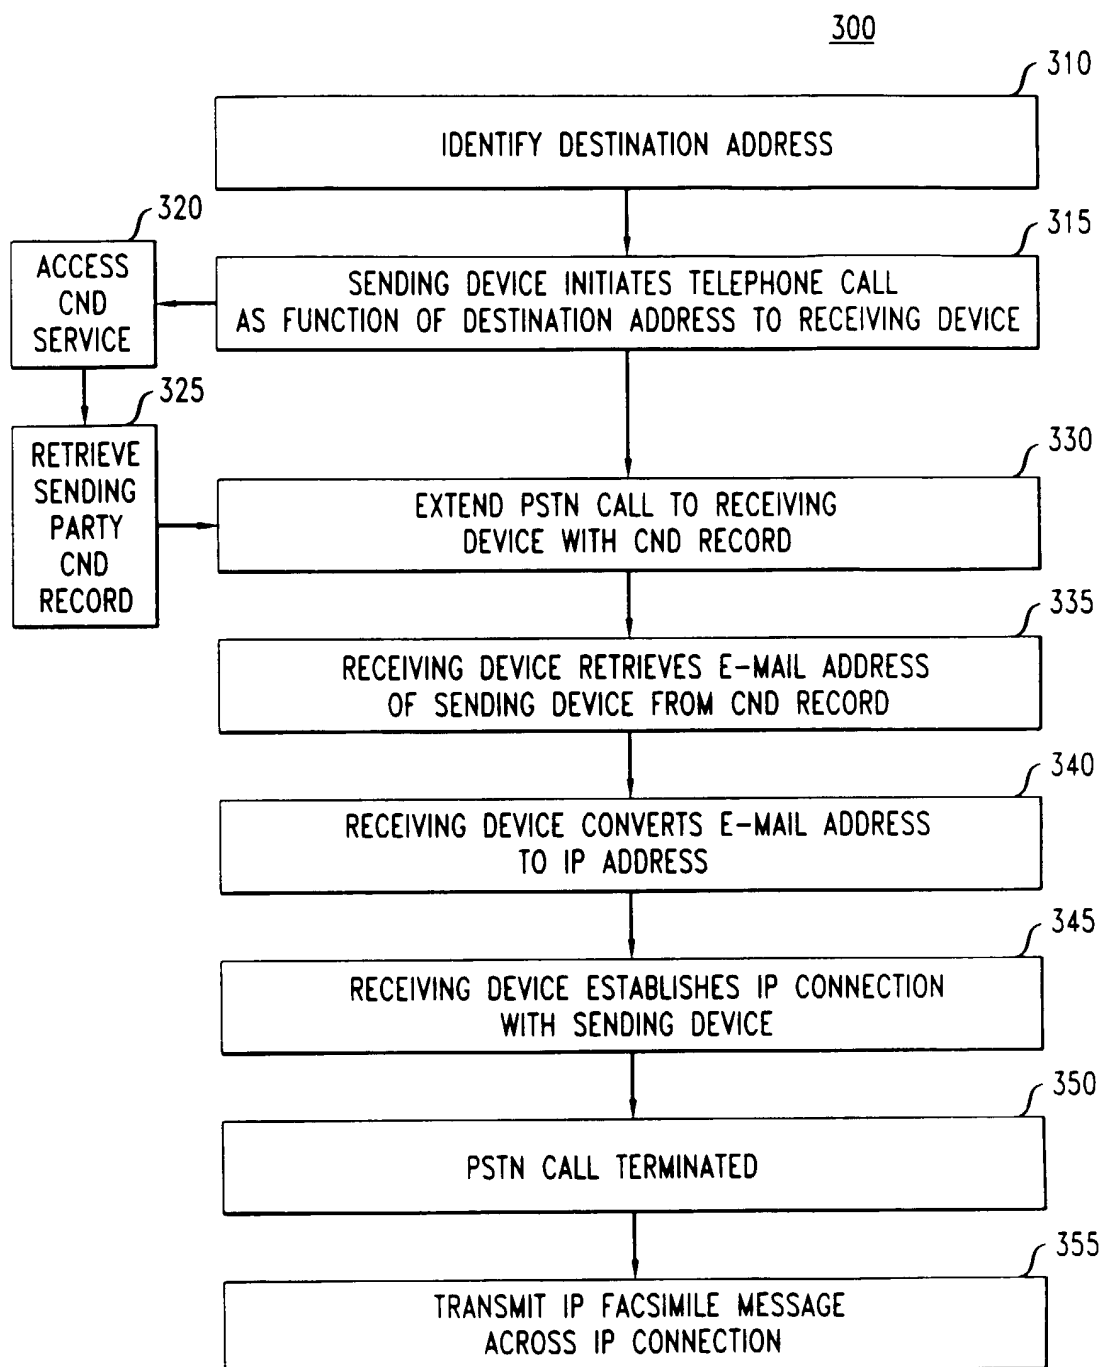 300
310
IDENTIFY DESTINATION ADDRESS
320
315
ACCESS
CND
SERVICE
SENDING DEVICE INITIATES TELEPHONE CALL
AS FUNCTION OF DESTINATION ADDRESS TO RECEIVING DEVICE
325
RETRIEVE
SENDING
PARTY
CND
RECORD
330
EXTEND PSTN CALL TO RECEIVING
DEVICE WITH CND RECORD
335
RECEIVING DEVICE RETRIEVES E-MAIL ADDRESS
OF SENDING DEVICE FROM CND RECORD
340
RECEIVING DEVICE CONVERTS E-MAIL ADDRESS
TO IP ADDRESS
345
RECEIVING DEVICE ESTABLISHES IP CONNECTION
WITH SENDING DEVICE
350
PSTN CALL TERMINATED
355
TRANSMIT IP FACSIMILE MESSAGE
ACROSS IP CONNECTION